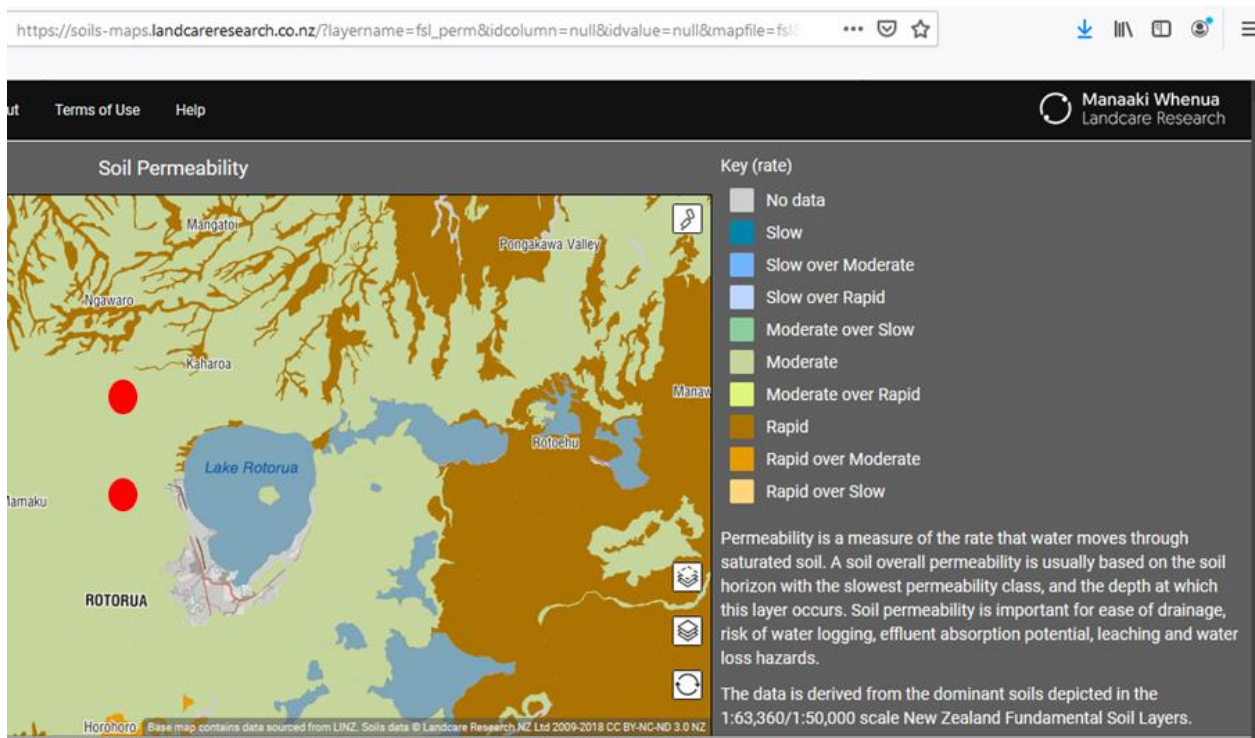 https://soils-maps.landcareresearch.co.nz/?layername=fsl_perm&idcolumn=null&idvalue=null&mapfile=fsl
Terms of Use
Help
Manaaki Whenua
Landcare Research
Soil Permeability
Mangatoi
Pongakawa Valley
Ngawaro
Kaharoa
Manaw
Rotoehu
Lake Rotorua
amaku
ROTORUA
Horohoro
Base map contains data sourced from LINZ. Soils data © Landcare Research NZ Ltd 2009-2018 CC BY-NC-ND 3.0 NZ
Key (rate)
No data
Slow
Slow over Moderate
Slow over Rapid
Moderate over Slow
Moderate
Moderate over Rapid
Rapid
Rapid over Moderate
Rapid over Slow
Permeability is a measure of the rate that water moves through
saturated soil. A soil overall permeability is usually based on the soil
horizon with the slowest permeability class, and the depth at which
this layer occurs. Soil permeability is important for ease of drainage,
risk of water logging, effluent absorption potential, leaching and water
loss hazards.
The data is derived from the dominant soils depicted in the
1:63,360/1:50,000 scale New Zealand Fundamental Soil Layers.